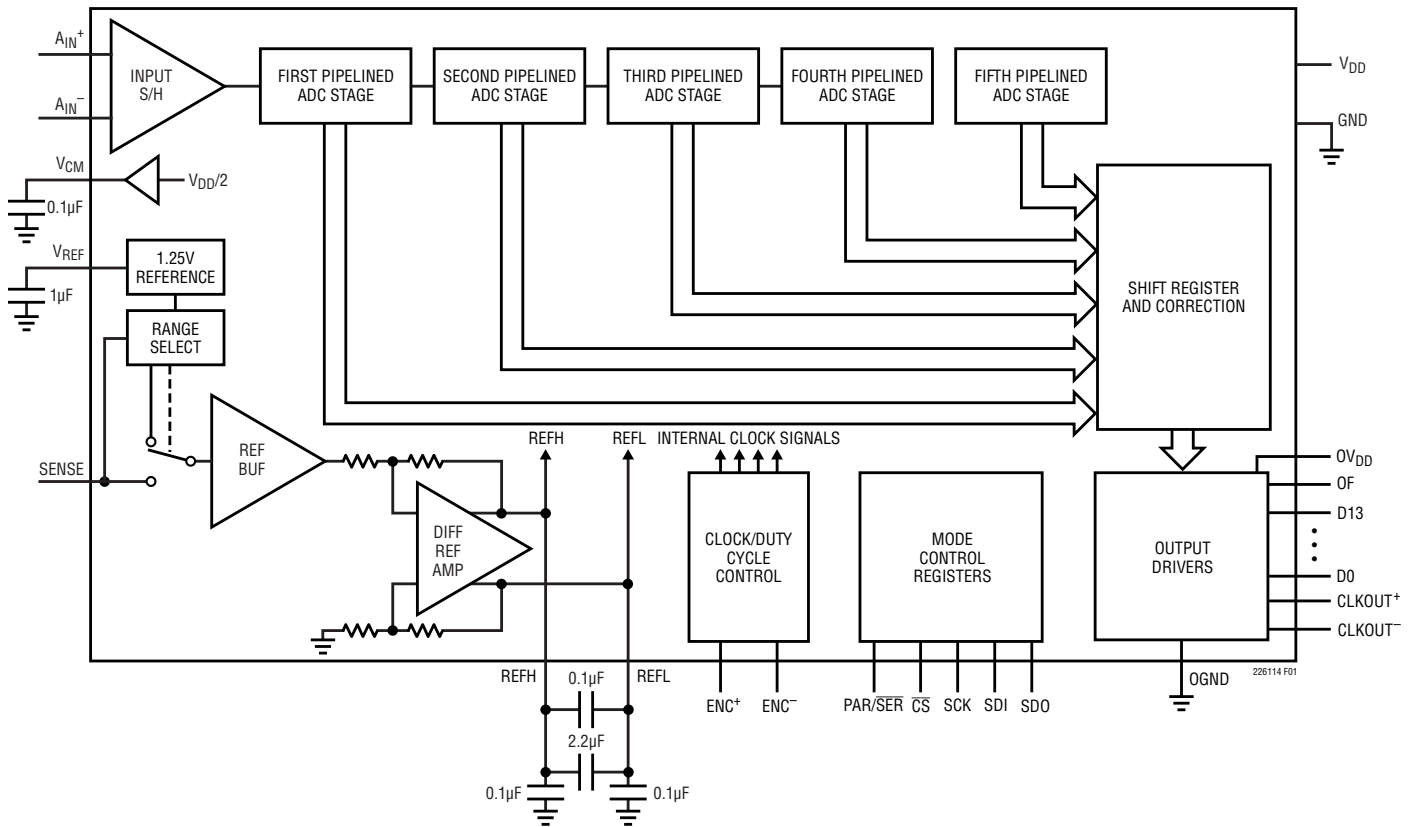 AIN+
INPUT
S/H
AIN−
FIRST PIPELINED
ADC STAGE
SECOND PIPELINED
ADC STAGE
THIRD PIPELINED
ADC STAGE
FOURTH PIPELINED
ADC STAGE
FIFTH PIPELINED
ADC STAGE
VDD
GND
VCM
VDD/2
0.1µF
VREF
1.25V
REFERENCE
1µF
RANGE
SELECT
SHIFT REGISTER
AND CORRECTION
SENSE
REF
BUF
REFH
REFL
INTERNAL CLOCK SIGNALS
DIFF
REF
AMP
CLOCK/DUTY
CYCLE
CONTROL
MODE
CONTROL
REGISTERS
OUTPUT
DRIVERS
OVDD
OF
D13
D0
CLKOUT+
CLKOUT−
REFH
0.1µF
REFL
2.2µF
0.1µF
0.1µF
ENC+
ENC−
PAR/S̅E̅R̅
C̅S̅
SCK
SDI
SDO
OGND
226114 F01